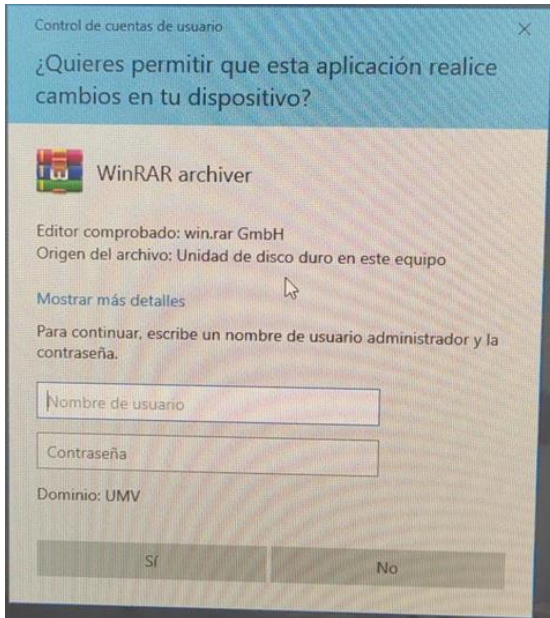 Control de cuentas de usuario
¿Quieres permitir que esta aplicación realice
cambios en tu dispositivo?
WinRAR archiver
Editor comprobado: win.rar GmbH
Origen del archivo: Unidad de disco duro en este equipo
Mostrar más detalles
Para continuar, escribe un nombre de usuario administrador y la
contraseña.
Nombre de usuario
Contraseña
Dominio: UMV
Sí
No